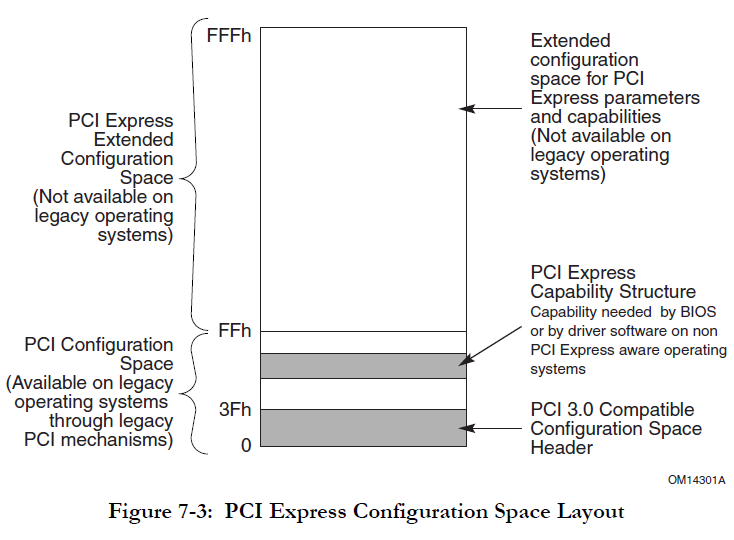 FFFh
PCI Express
Extended
Configuration
Space
(Not available on
legacy operating
systems)
Extended
configuration
space for PCI
Express parameters
and capabilities
(Not available on
legacy operating
systems)
FFh
PCI Configuration
Space
(Available on legacy
operating systems
through legacy
PCI mechanisms)
PCI Express
Capability Structure
Capability needed by BIOS
or by driver software on non
PCI Express aware operating
systems
3Fh
0
PCI 3.0 Compatible
Configuration Space
Header
OM14301A
Figure 7-3: PCI Express Configuration Space Layout